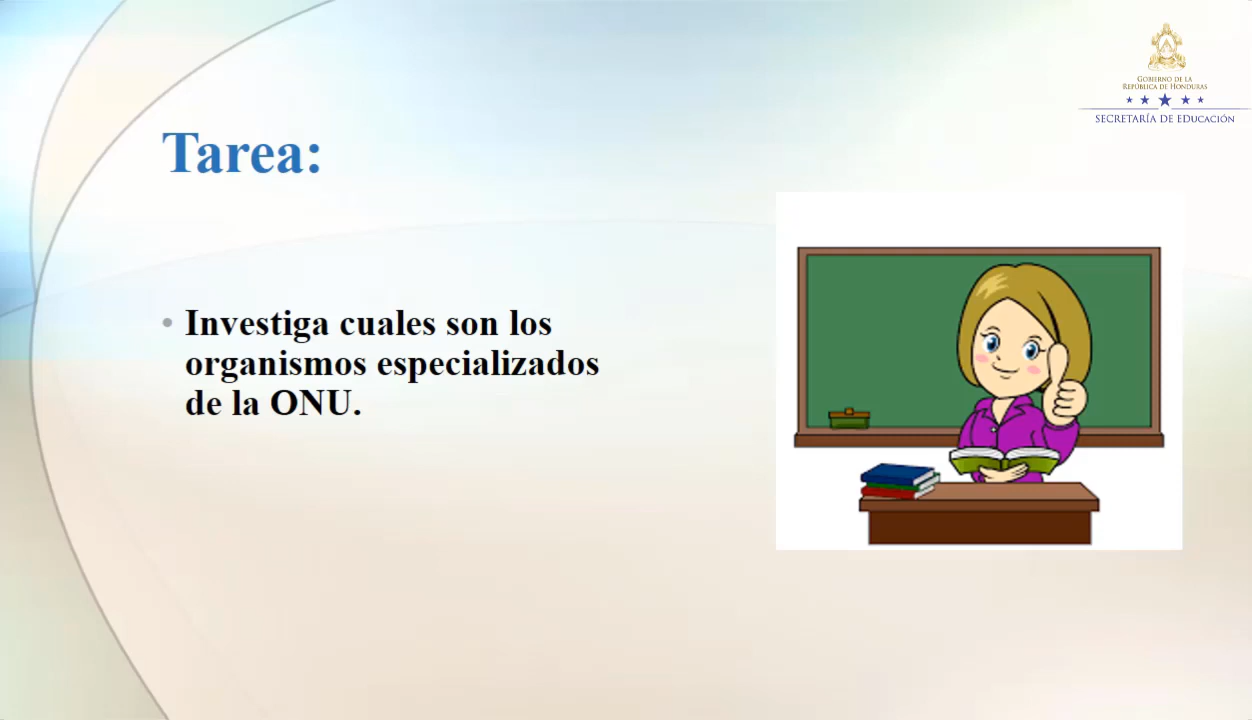 GOBIERNO DE LA
REPÚBLICA DE HONDURAS
SECRETARÍA DE EDUCACIÓN
Tarea:
• Investiga cuales son los
organismos especializados
de la ONU.